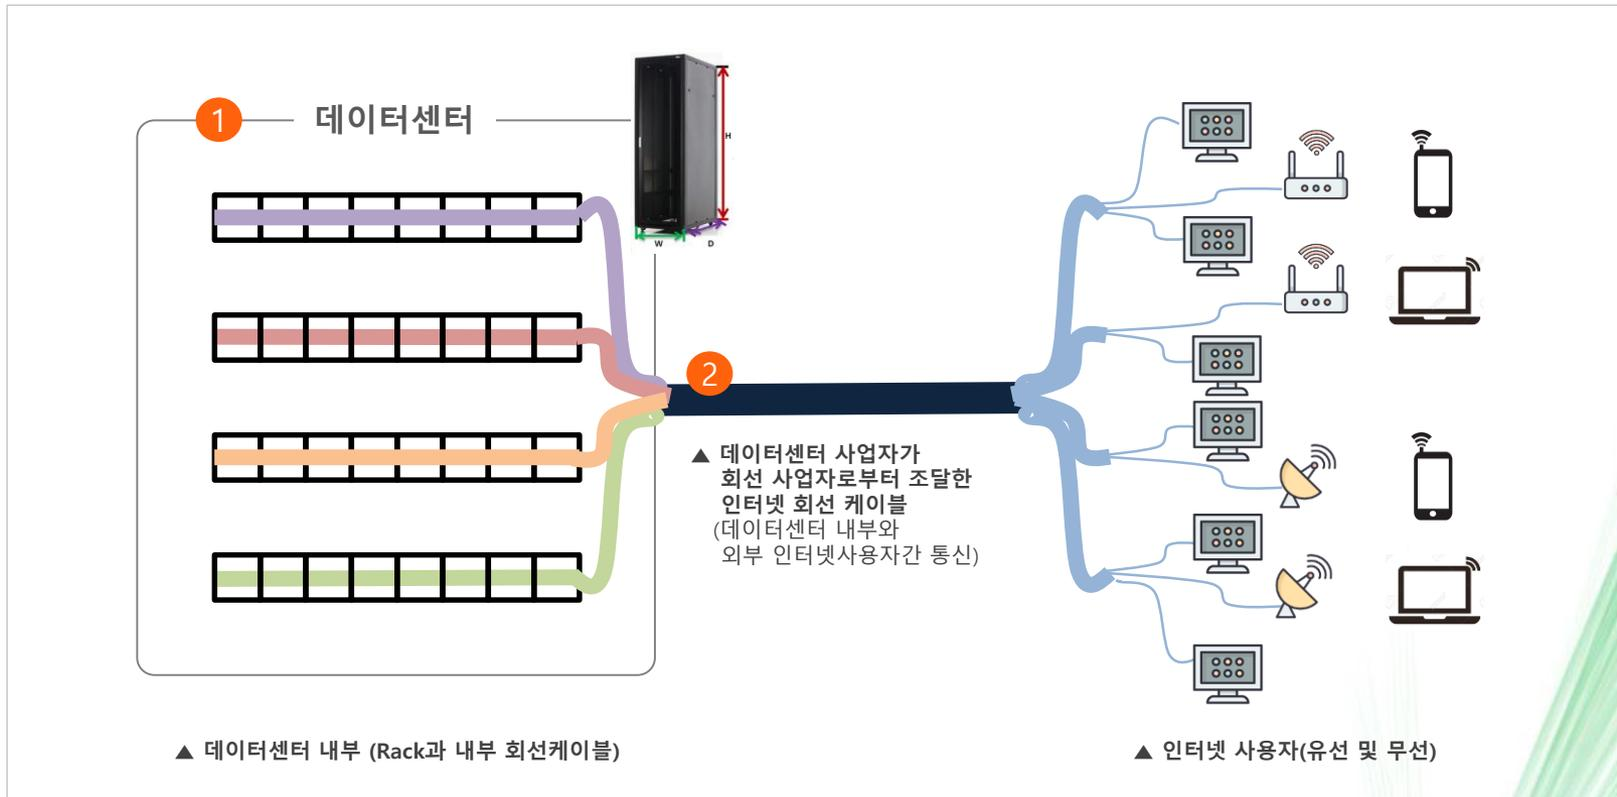 1
데이터센터
H
W
D
2
▲ 데이터센터 사업자가
회선 사업자로부터 조달한
인터넷 회선 케이블
(데이터센터 내부와
외부 인터넷사용자간 통신)
▲ 데이터센터 내부 (Rack과 내부 회선케이블)
▲ 인터넷 사용자(유선 및 무선)